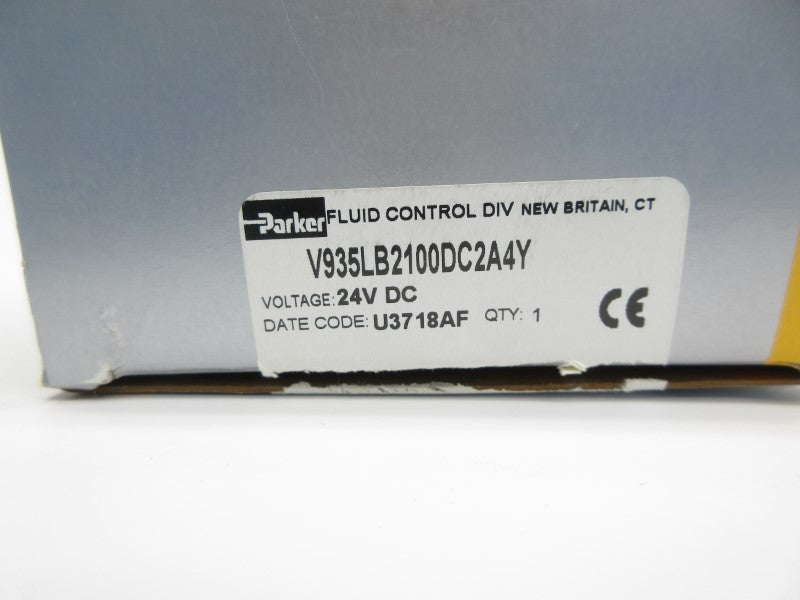 Parker FLUID CONTROL DIV NEW BRITAIN, CT
V935LB2100DC2A4Y
VOLTAGE: 24V DC
DATE CODE: U3718AF QTY: 1 CE